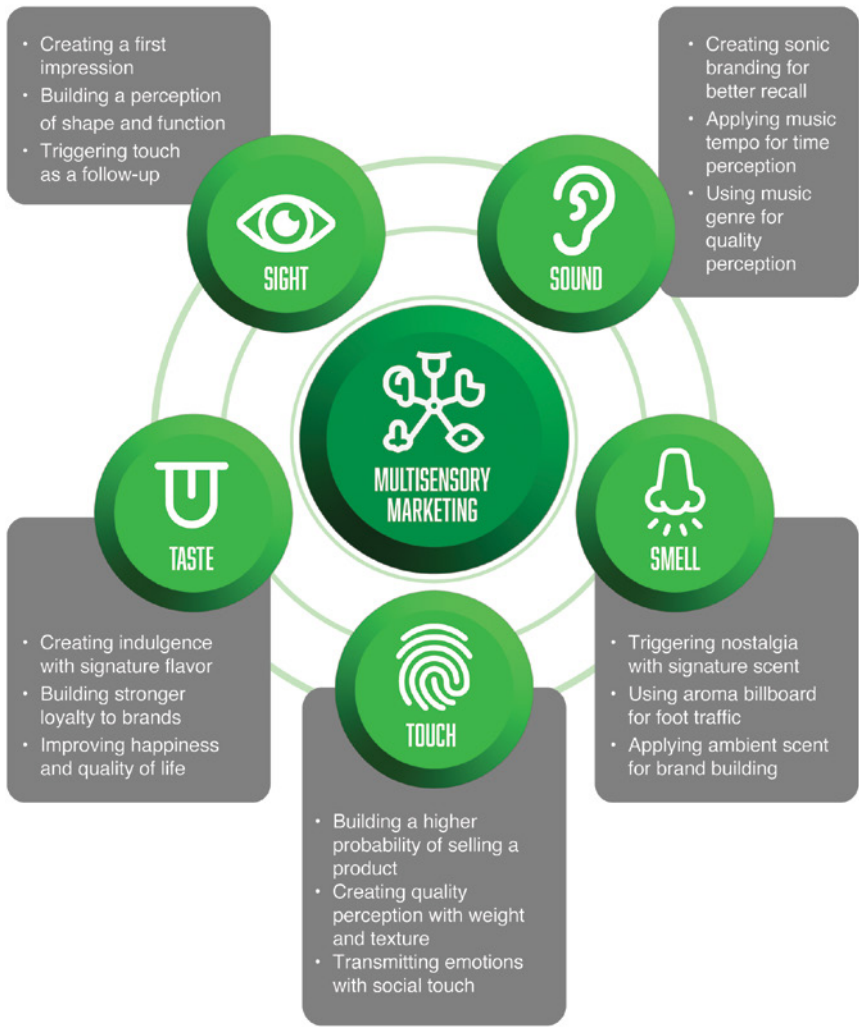 • Creating a first
impression
• Building a perception
of shape and function
• Triggering touch
as a follow-up
SIGHT
• Creating sonic
branding for
better recall
• Applying music
tempo for time
perception
• Using music
genre for
quality
perception
SOUND
MULTISENSORY
MARKETING
TASTE
• Creating indulgence
with signature flavor
• Building stronger
loyalty to brands
• Improving happiness
and quality of life
SMELL
• Triggering nostalgia
with signature scent
• Using aroma billboard
for foot traffic
• Applying ambient scent
for brand building
TOUCH
• Building a higher
probability of selling a
product
• Creating quality
perception with weight
and texture
• Transmitting emotions
with social touch